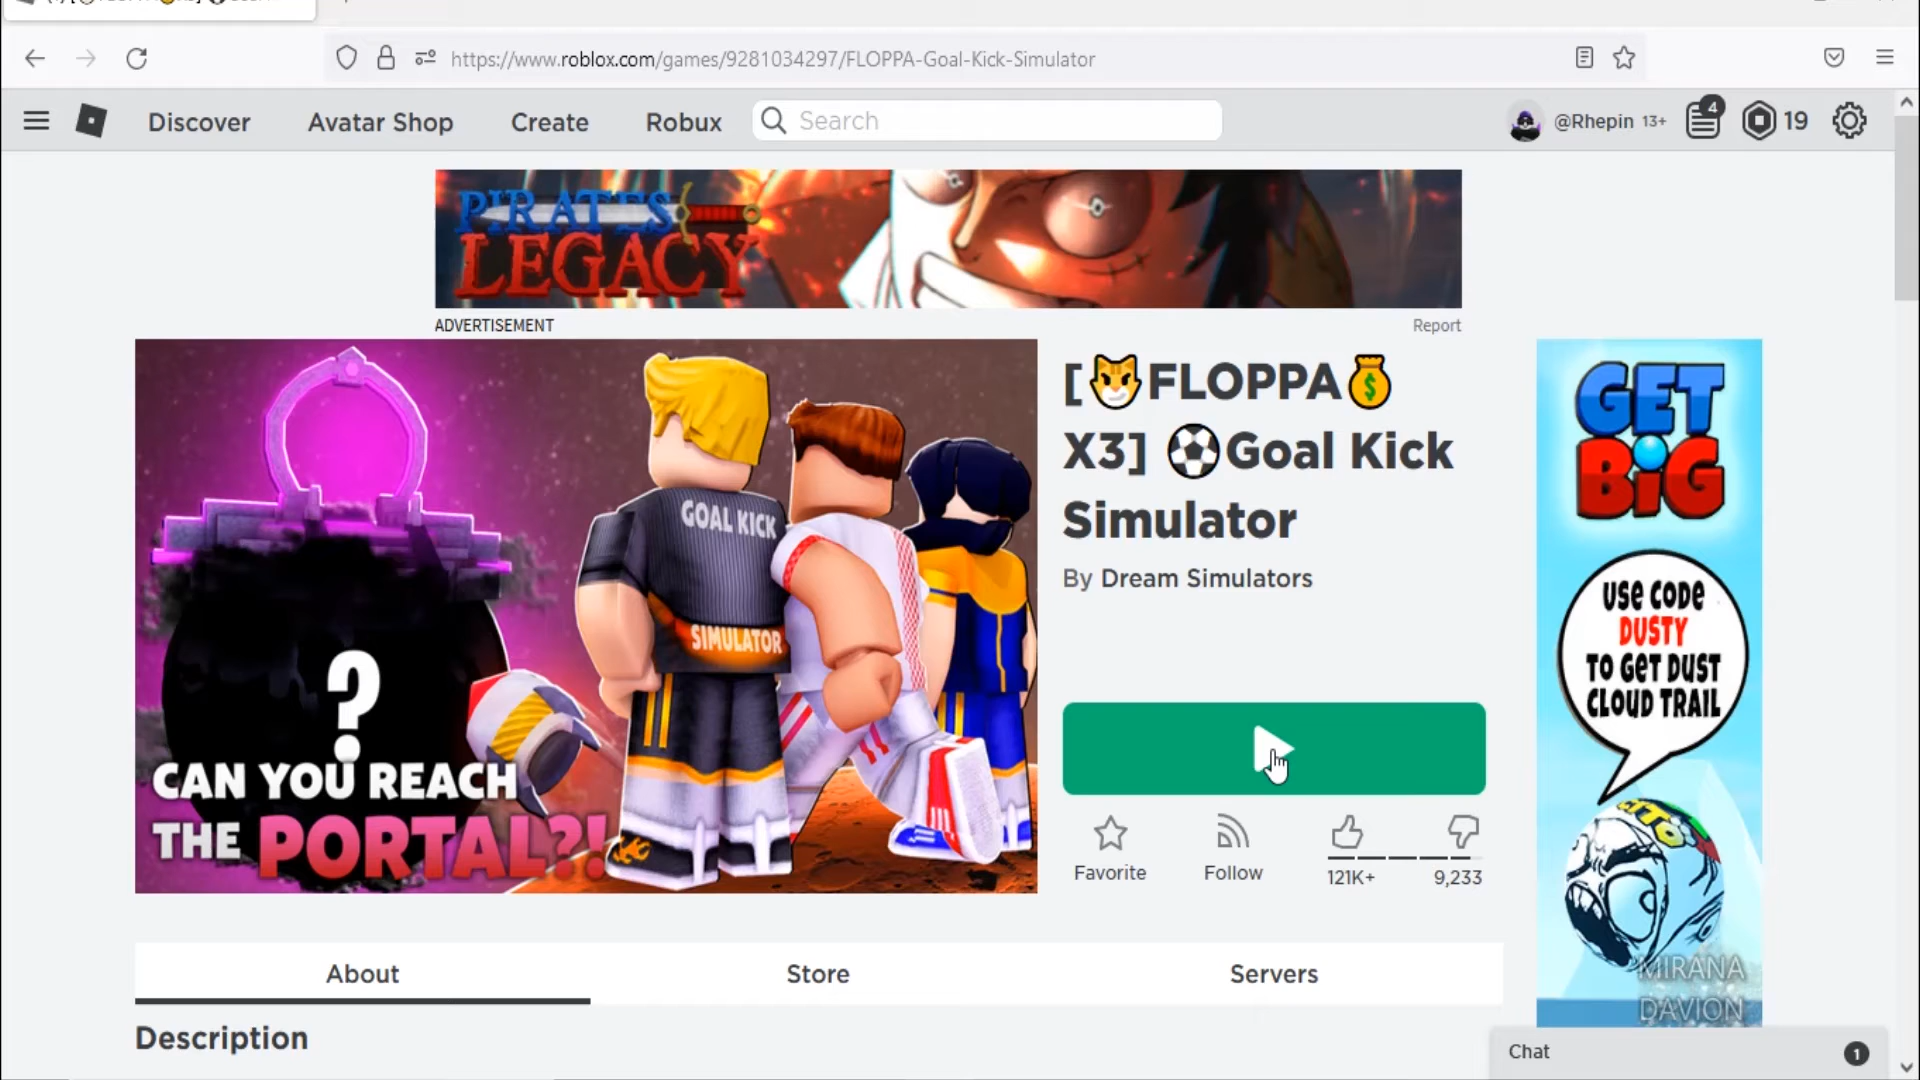 https://www.roblox.com/games/9281034297/FLOPPA-Goal-Kick-Simulator
Discover
Avatar Shop
Create
Robux
Search
@Rhepin 13+
4
19
PIRATES
LEGACY
ADVERTISEMENT
Report
GOAL KICK
SIMULATOR
?
CAN YOU REACH
THE PORTAL?!
[😼FLOPPA💰
X3] ⚽Goal Kick
Simulator
By Dream Simulators
Favorite
Follow
121K+
9,233
GET
BIG
USE CODE
DUSTY
TO GET DUST
CLOUD TRAIL
MIRANA
DAVION
About
Store
Servers
Description
Chat
1